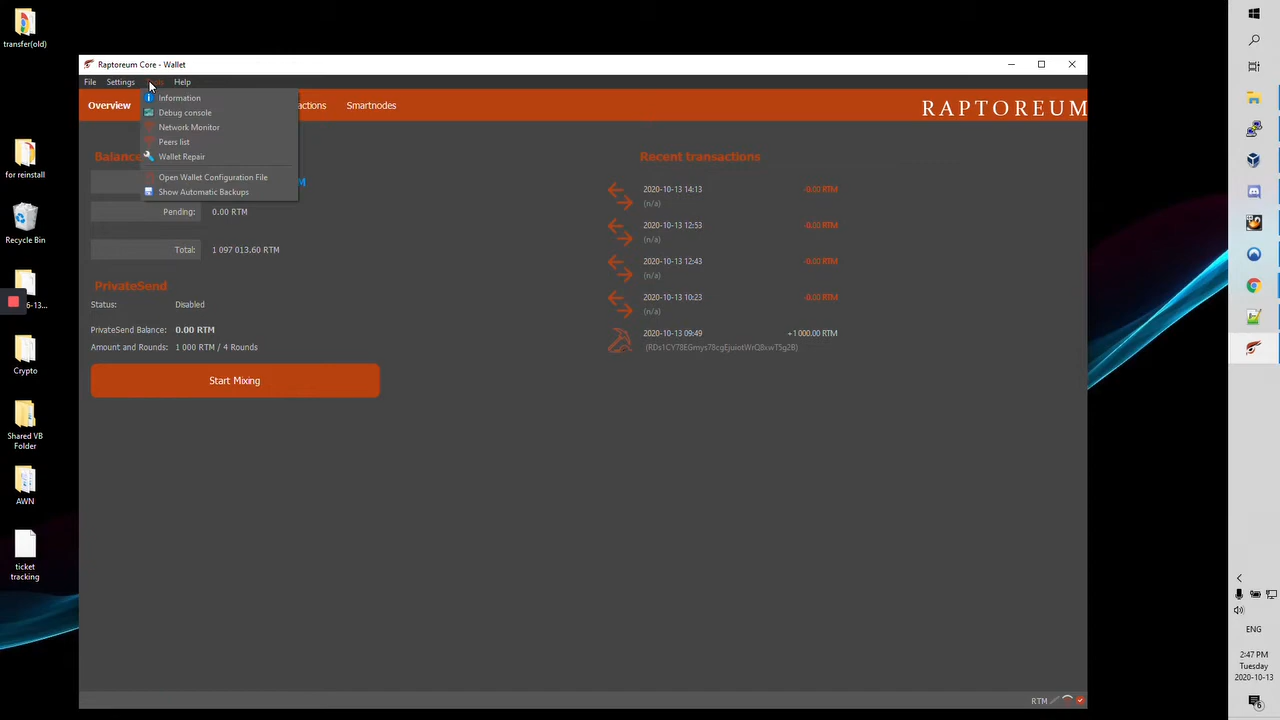 transfer(old)
for reinstall
Recycle Bin
6-13...
Crypto
Shared VB
Folder
AWN
ticket
tracking
Raptoreum Core - Wallet
File Settings Tools Help
Overview
Smartnodes
RAPTOREUM
Information
Debug console
Network Monitor
Peers list
Wallet Repair
Open Wallet Configuration File
Show Automatic Backups
Pending: 0.00 RTM
Total: 1 097 013.60 RTM
PrivateSend
Status: Disabled
PrivateSend Balance: 0.00 RTM
Amount and Rounds: 1 000 RTM / 4 Rounds
Start Mixing
Recent transactions
2020-10-13 14:13 -0.00 RTM
(n/a)
2020-10-13 12:53 -0.00 RTM
(n/a)
2020-10-13 12:43 -0.00 RTM
(n/a)
2020-10-13 10:23 -0.00 RTM
(n/a)
2020-10-13 09:49 +1 000.00 RTM
RTM
ENG
2:47 PM
Tuesday
2020-10-13
6